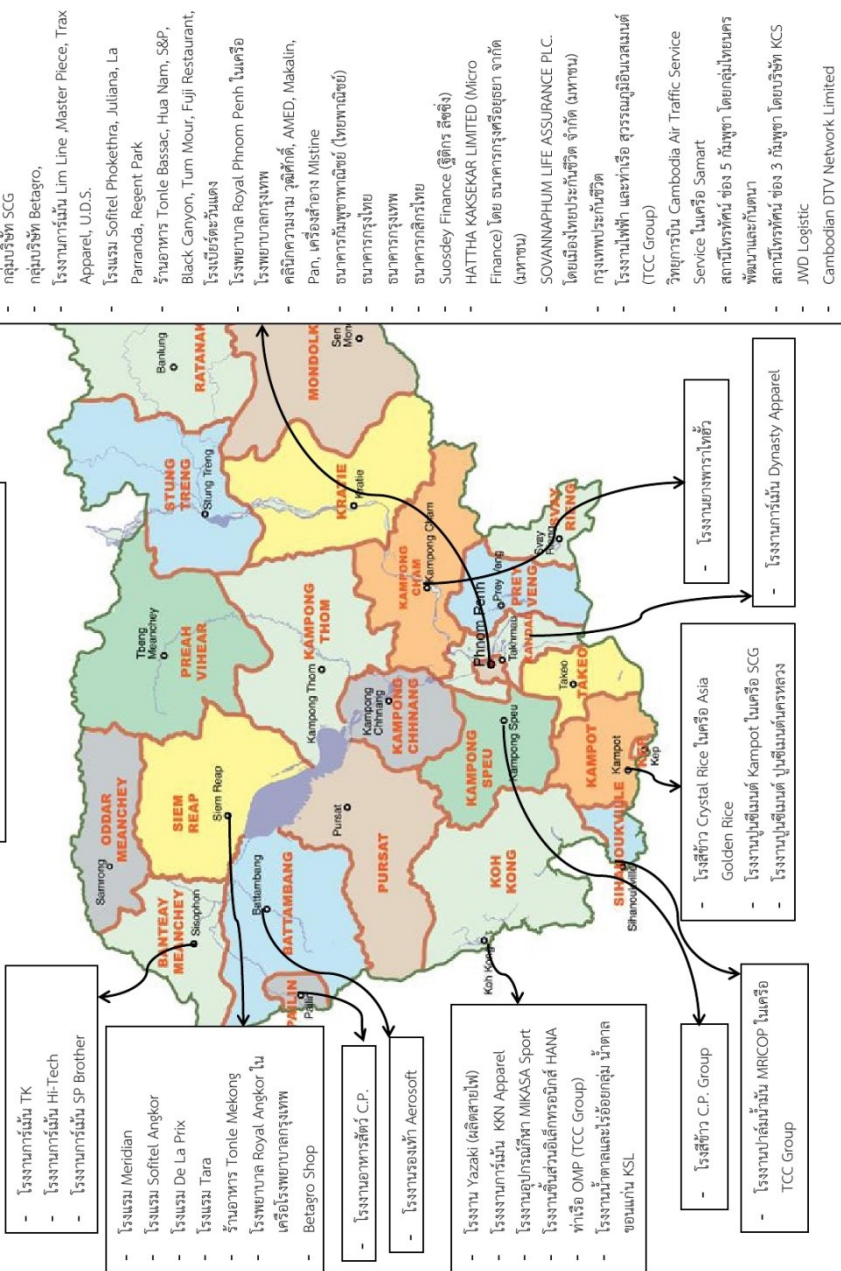 - โรงงานการ์เม้น TK
- โรงงานการ์เม้น Hi-Tech
- โรงงานการ์เม้น SP Brother
- โรงแรม Meridian
- โรงแรม Sofitel Angkor
- โรงแรม De La Prix
- โรงแรม Tara
- ร้านอาหาร Tonle Mekong
- โรงพยาบาล Royal Angkor ใน
เครือโรงพยาบาลกรุงเทพ
- Betagro Shop
- โรงงานอาหารสัตว์ C.P.
- โรงงานรองเท้า Aerosoft
- โรงงาน Yazaki (ผลิตสายไฟ)
- โรงงานการ์เม้น KKN Apparel
- โรงงานอุปกรณ์กีฬา MIKASA Sport
- โรงงานชิ้นส่วนอิเล็กทรอนิกส์ HANA
- ท่าเรือ OMP (TCC Group)
- โรงงานน้ำตาลและไร่อ้อยกลุ่ม น้ำตาล
ขอนแก่น KSL
- โรงสีข้าว C.P. Group
- โรงงานปาล์มน้ำมัน MRICOP ในเครือ
TCC Group
ODDAR
MEANCHEY
Samrong
BANTEAY
MEANCHEY
Sisophon
SIEM
REAP
Siem Reap
PREAH
VIHEAR
Tbeng
Meanchey
STUNG
TRENG
Stung Treng
RATANAK
Banlung
MONDOLK
Sen
Mon
BATTAMBANG
Battambang
PAILIN
Pailin
KAMPONG
THOM
Kampong Thom
KRATIE
Kratie
PURSAT
Pursat
KAMPONG
CHHNANG
Kampong
Chhnang
KAMPONG
CHAM
Kampong Cham
KOH
KONG
Koh Kong
KAMPONG
SPEU
Kampong Speu
Phnom Penh
Takhmau
KANDAL
PREY
VENG
Prey Veng
SVAY
RIENG
Svay
Rieng
TAKEO
Takeo
KAMPOT
Kampot
KEP
Kep
SIHANOUKVILLE
Sihanoukville
- โรงสีข้าว Crystal Rice ในเครือ Asia
Golden Rice
- โรงงานปูนซีเมนต์ Kampot ในเครือ SCG
- โรงงานปูนซีเมนต์ ปูนซีเมนต์นครหลวง
- โรงงานยางพาราไทยฮั้ว
- โรงงานการ์เม้น Dynasty Apparel
- กลุ่มบริษัท SCG
- กลุ่มบริษัท Betagro,
- โรงงานการ์เม้น Lim Line ,Master Piece, Trax
Apparel, U.D.S.
- โรงแรม Sofitel Phokethra, Juliana, La
Parranda, Regent Park
- ร้านอาหาร Tonle Bassac, Hua Nam, S&P,
Black Canyon, Tum Mour, Fuji Restaurant,
โรงเบียร์ตะวันแดง
- โรงพยาบาล Royal Phnom Penh ในเครือ
โรงพยาบาลกรุงเทพ
- คลินิกความงาม วุฒิศักดิ์, AMED, Makalin,
Pan, เครื่องสำอาง Mistine
- ธนาคารกัมพูชาพาณิชย์ (ไทยพาณิชย์)
- ธนาคารกรุงไทย
- ธนาคารกรุงเทพ
- ธนาคารกสิกรไทย
- Suosdey Finance (ฐิติกร ลีซซิ่ง)
- HATTHA KAKSEKAR LIMITED (Micro
Finance) โดย ธนาคารกรุงศรีอยุธยา จำกัด
(มหาชน)
- SOVANNAPHUM LIFE ASSURANCE PLC.
โดยเมืองไทยประกันชีวิต จำกัด (มหาชน)
- กรุงเทพประกันชีวิต
- โรงงานไฟฟ้า และท่าเรือ สุวรรณภูมิอินเวสเมนต์
(TCC Group)
- วิทยุการบิน Cambodia Air Traffic Service
Service ในเครือ Samart
- สถานีโทรทัศน์ ช่อง 5 กัมพูชา โดยกลุ่มไทยนคร
พัฒนาและกันตนา
- สถานีโทรทัศน์ ช่อง 3 กัมพูชา โดยบริษัท KCS
- JWD Logistic
- Cambodian DTV Network Limited